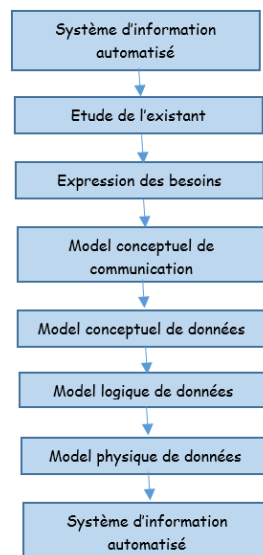 Système d’information
automatisé
Etude de l’existant
Expression des besoins
Model conceptuel de
communication
Model conceptuel de données
Model logique de données
Model physique de données
Système d’information
automatisé